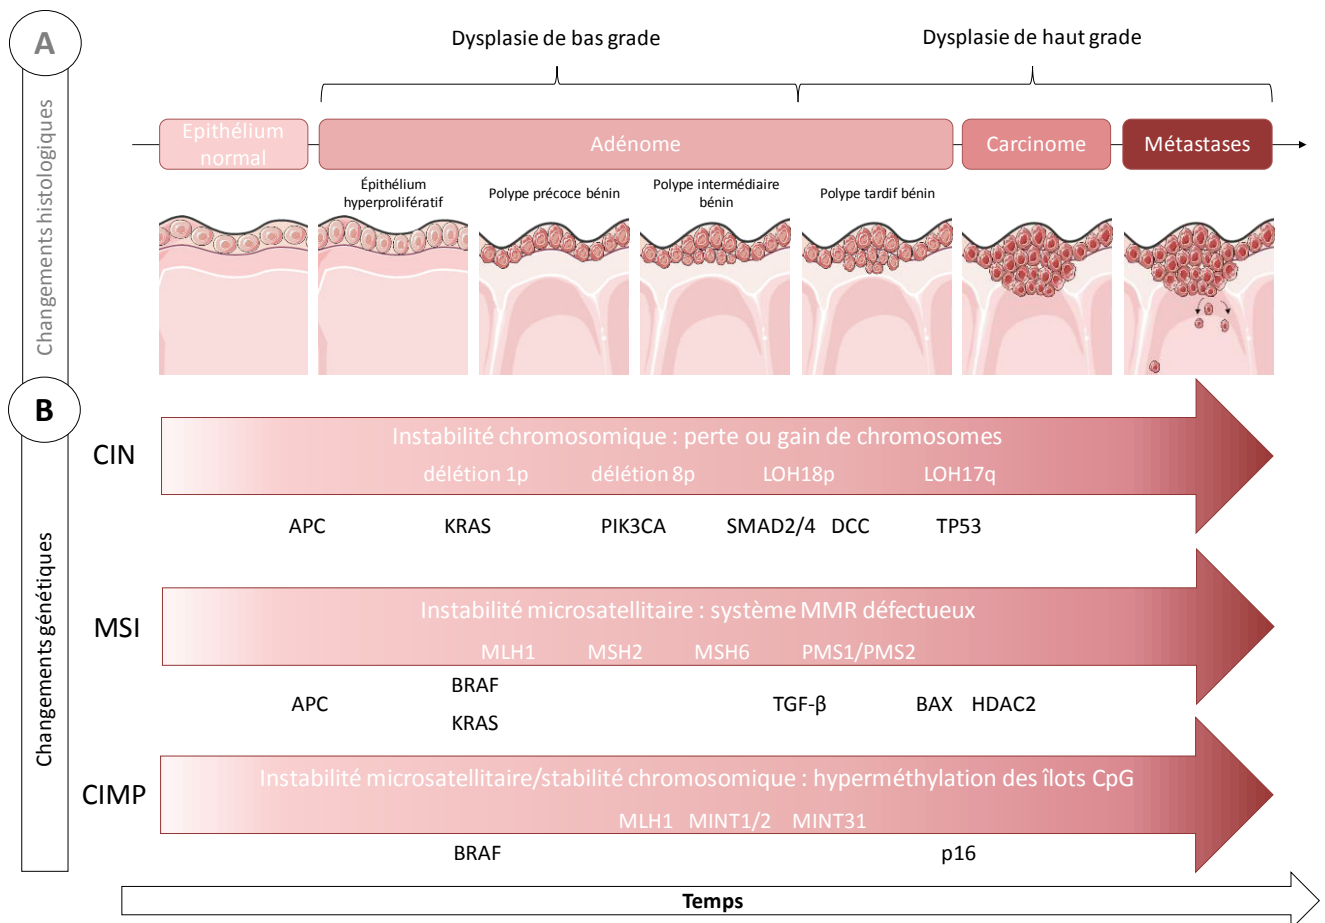 A
Changements histologiques
Dysplasie de bas grade
Dysplasie de haut grade
Epithélium
normal
Adénome
Carcinome
Métastases
Épithélium
hyperprolifératif
Polype précoce bénin
Polype intermédiaire
bénin
Polype tardif bénin
B
Changements génétiques
CIN
Instabilité chromosomique : perte ou gain de chromosomes
délétion 1p délétion 8p LOH18p LOH17q
APC KRAS PIK3CA SMAD2/4 DCC TP53
MSI
Instabilité microsatellitaire : système MMR défectueux
MLH1 MSH2 MSH6 PMS1/PMS2
BRAF
APC TGF-β BAX HDAC2
KRAS
CIMP
Instabilité microsatellitaire/stabilité chromosomique : hyperméthylation des îlots CpG
MLH1 MINT1/2 MINT31
BRAF p16
Temps